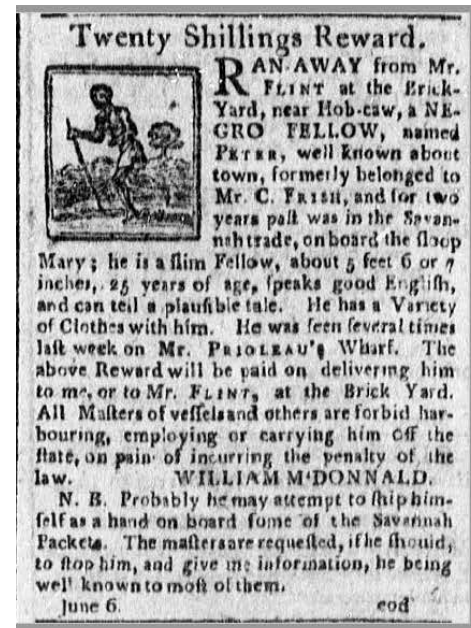 Twenty Shillings Reward.
RAN-AWAY from Mr.
FLINT at the Brick-
Yard, near Hob-caw, a NE-
GRO FELLOW, named
PETER, well known about
town, formerly belonged to
Mr. C. FRISH, and for two
years past was in the Savan-
nah trade, on board the sloop
Mary; he is a slim Fellow, about 5 feet 6 or 7
inches, 25 years of age, speaks good English,
and can tell a plausible tale. He has a Variety
of Clothes with him. He was seen several times
last week on Mr. PRIOLEAU's Wharf. The
above Reward will be paid on delivering him
to me, or to Mr. FLINT, at the Brick Yard.
All Masters of vessels and others are forbid har-
bouring, employing or carrying him off the
state, on pain of incurring the penalty of the
law. WILLIAM M'DONNALD.
N. B. Probably he may attempt to ship him-
self as a hand on board some of the Savannah
Packets. The masters are requested, if he should,
to stop him, and give me information, he being
well known to most of them.
June 6. eod